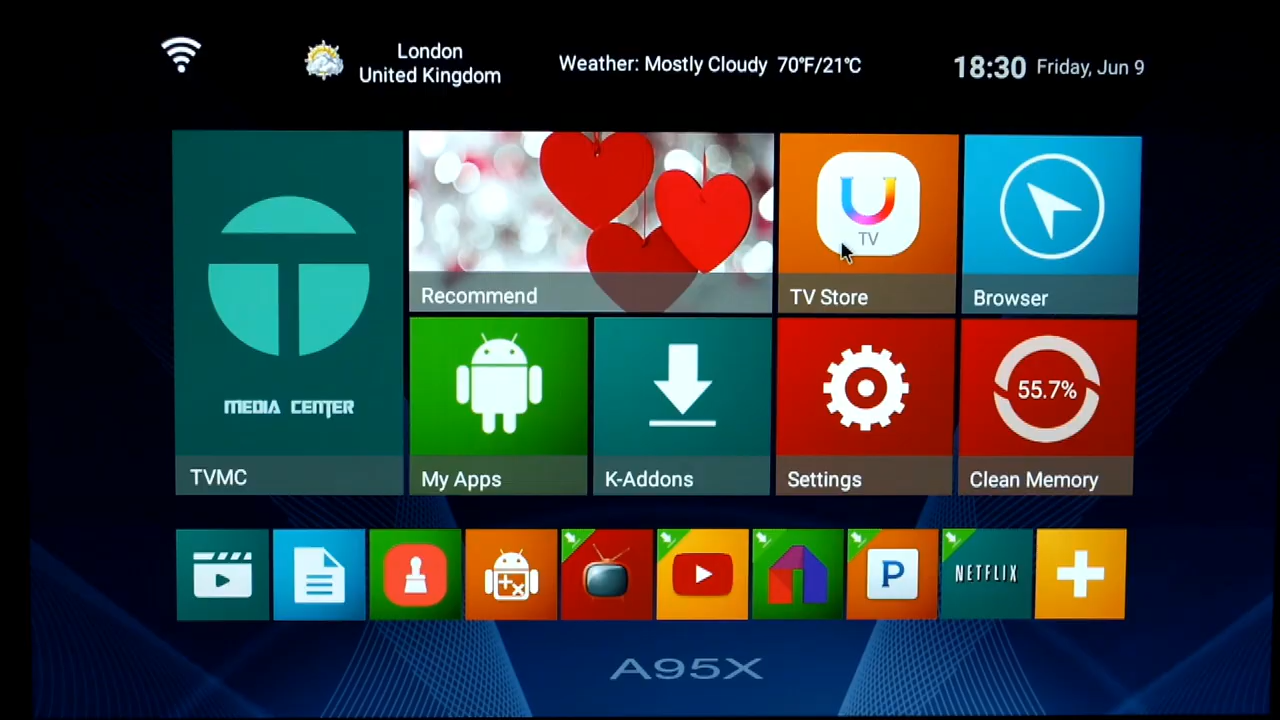 London
United Kingdom
Weather: Mostly Cloudy 70°F/21°C
18:30 Friday, Jun 9
MEDIA CENTER
TVMC
Recommend
TV
TV Store
Browser
My Apps
K-Addons
Settings
55.7%
Clean Memory
P
NETFLIX
A95X